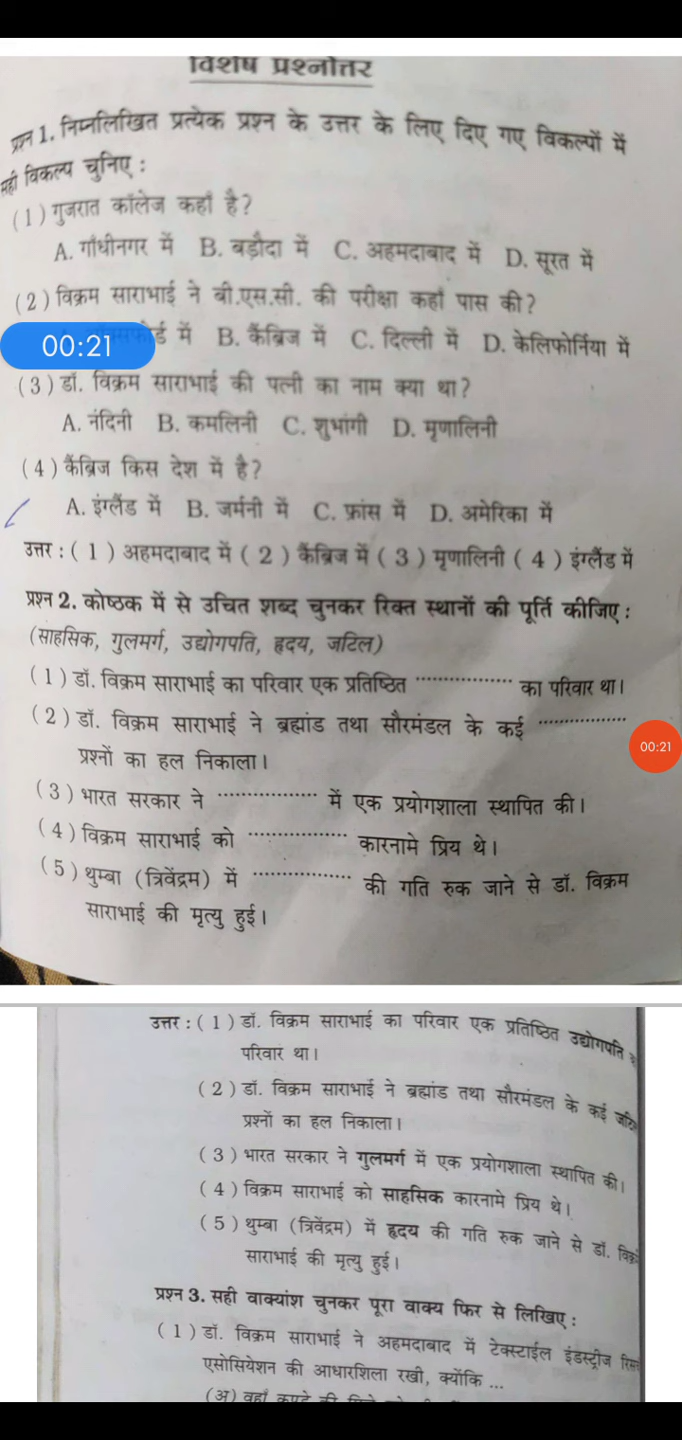 विशेष प्रश्नोत्तर
प्रश्न 1. निम्नलिखित प्रत्येक प्रश्न के उत्तर के लिए दिए गए विकल्पों में
सही विकल्प चुनिए :
(1) गुजरात कॉलेज कहाँ है?
A. गाँधीनगर में B. बड़ौदा में C. अहमदाबाद में D. सूरत में
(2) विक्रम साराभाई ने बी.एस.सी. की परीक्षा कहाँ पास की?
00:21 में B. कैंब्रिज में C. दिल्ली में D. केलिफोर्निया में
(3) डॉ. विक्रम साराभाई की पत्नी का नाम क्या था?
A. नंदिनी B. कमलिनी C. शुभांगी D. मृणालिनी
(4) कैंब्रिज किस देश में है?
A. इंग्लैंड में B. जर्मनी में C. फ्रांस में D. अमेरिका में
उत्तर : (1) अहमदाबाद में (2) कैंब्रिज में (3) मृणालिनी (4) इंग्लैंड में
प्रश्न 2. कोष्ठक में से उचित शब्द चुनकर रिक्त स्थानों की पूर्ति कीजिए :
(साहसिक, गुलमर्ग, उद्योगपति, हृदय, जटिल)
(1) डॉ. विक्रम साराभाई का परिवार एक प्रतिष्ठित ................ का परिवार था।
(2) डॉ. विक्रम साराभाई ने ब्रह्मांड तथा सौरमंडल के कई ...............
00:21
प्रश्नों का हल निकाला।
(3) भारत सरकार ने ................ में एक प्रयोगशाला स्थापित की।
(4) विक्रम साराभाई को ................ कारनामे प्रिय थे।
(5) थुम्बा (त्रिवेंद्रम) में ................ की गति रुक जाने से डॉ. विक्रम
साराभाई की मृत्यु हुई।
उत्तर : (1) डॉ. विक्रम साराभाई का परिवार एक प्रतिष्ठित उद्योगपति
परिवार था।
(2) डॉ. विक्रम साराभाई ने ब्रह्मांड तथा सौरमंडल के कई
प्रश्नों का हल निकाला।
(3) भारत सरकार ने गुलमर्ग में एक प्रयोगशाला स्थापित की।
(4) विक्रम साराभाई को साहसिक कारनामे प्रिय थे।
(5) थुम्बा (त्रिवेंद्रम) में हृदय की गति रुक जाने से डॉ.
साराभाई की मृत्यु हुई।
प्रश्न 3. सही वाक्यांश चुनकर पूरा वाक्य फिर से लिखिए :
(1) डॉ. विक्रम साराभाई ने अहमदाबाद में टेक्स्टाईल इंडस्ट्रीज
एसोसियेशन की आधारशिला रखी, क्योंकि ...
(अ) वहाँ